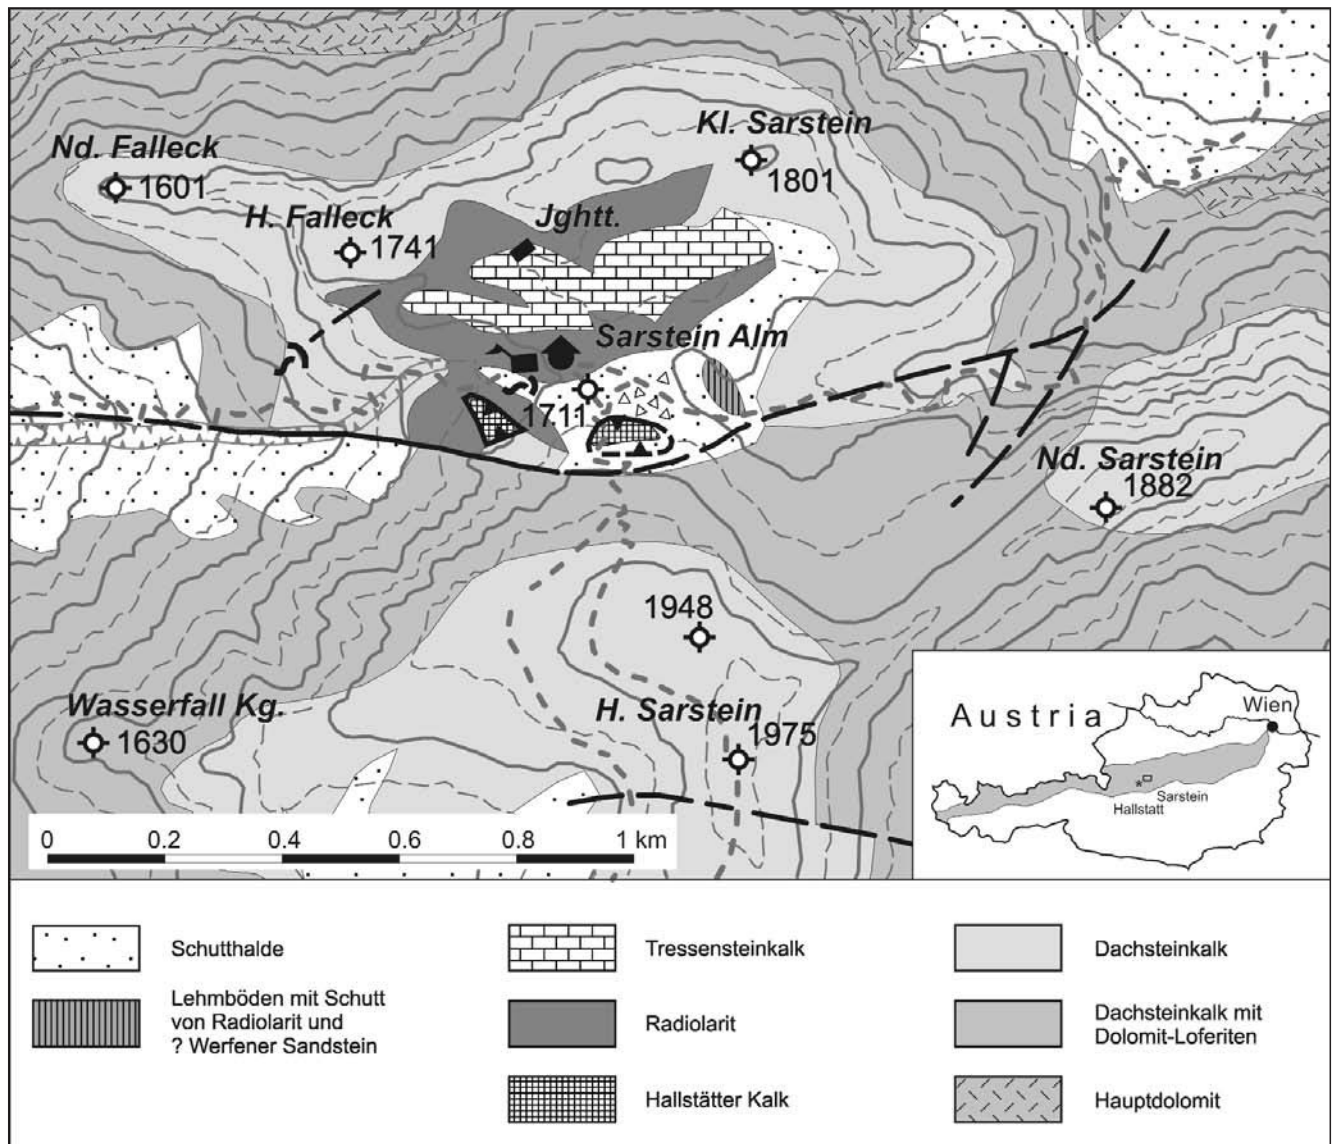 Kl. Sarstein
1801
Nd. Falleck
1601
H. Falleck
1741
Jghtt.
Sarstein Alm
1711
Nd. Sarstein
1882
1948
H. Sarstein
1975
Wasserfall Kg.
1630
0 0.2 0.4 0.6 0.8 1 km
Austria
Wien
Sarstein
*
Hallstatt
Schutthalde
Lehmböden mit Schutt
von Radiolarit und
? Werfener Sandstein
Tressensteinkalk
Radiolarit
Hallstätter Kalk
Dachsteinkalk
Dachsteinkalk mit
Dolomit-Loferiten
Hauptdolomit